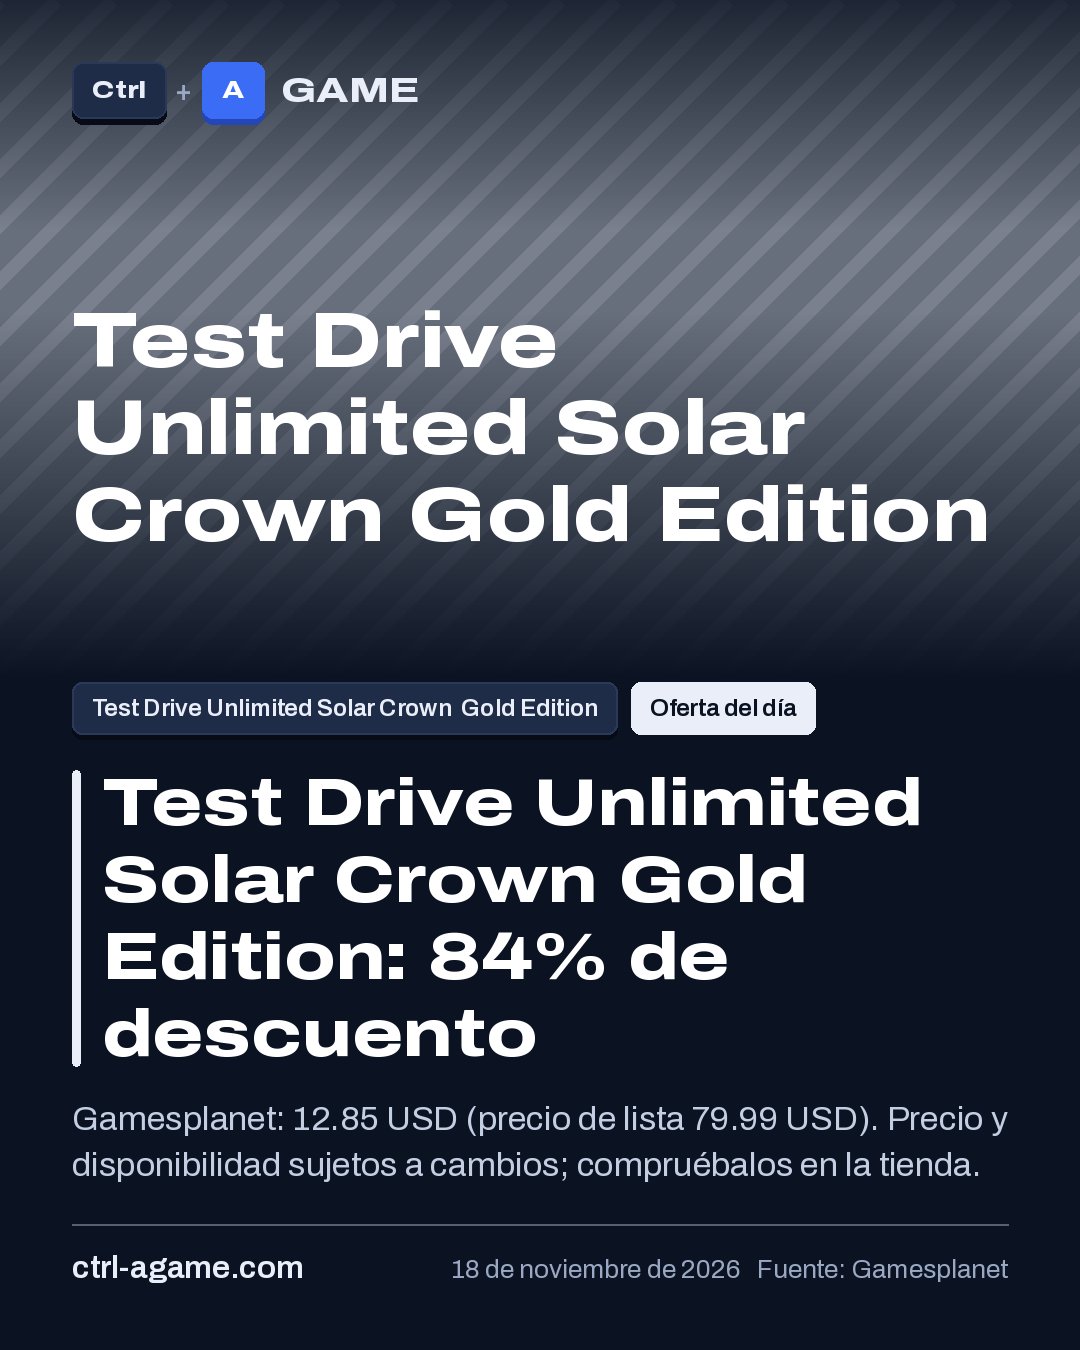 Ctrl + A GAME
Test Drive
Unlimited Solar
Crown Gold Edition
Test Drive Unlimited Solar Crown Gold Edition Oferta del día
Test Drive Unlimited
Solar Crown Gold
Edition: 84% de
descuento
Gamesplanet: 12.85 USD (precio de lista 79.99 USD). Precio y
disponibilidad sujetos a cambios; compruébalos en la tienda.
ctrl-agame.com 18 de noviembre de 2026 Fuente: Gamesplanet